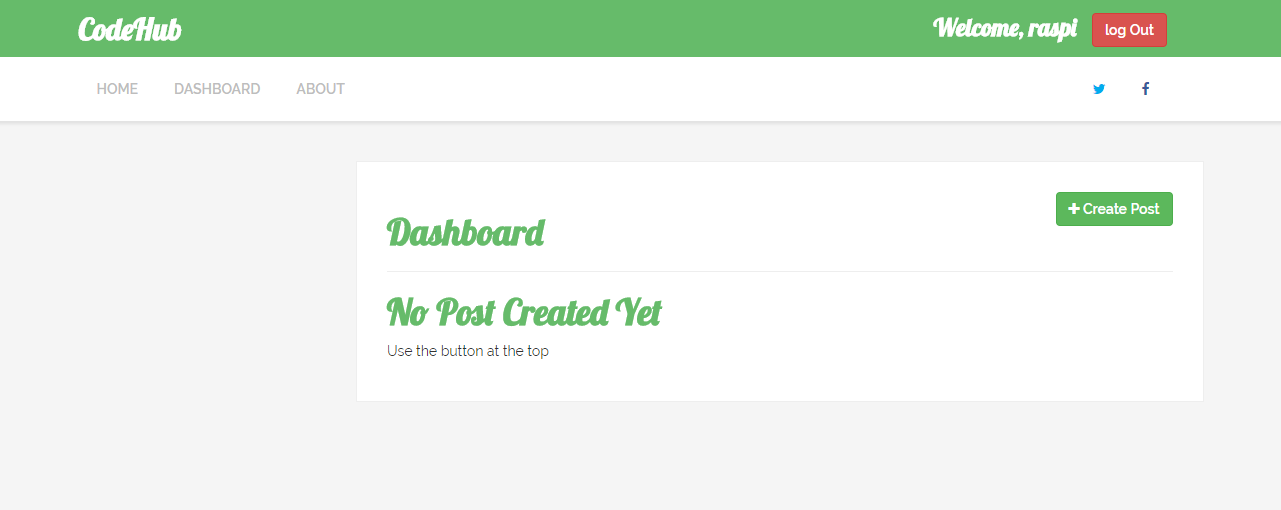 CodeHub
Welcome, raspi
log Out
HOME
DASHBOARD
ABOUT
Create Post
Dashboard
No Post Created Yet
Use the button at the top